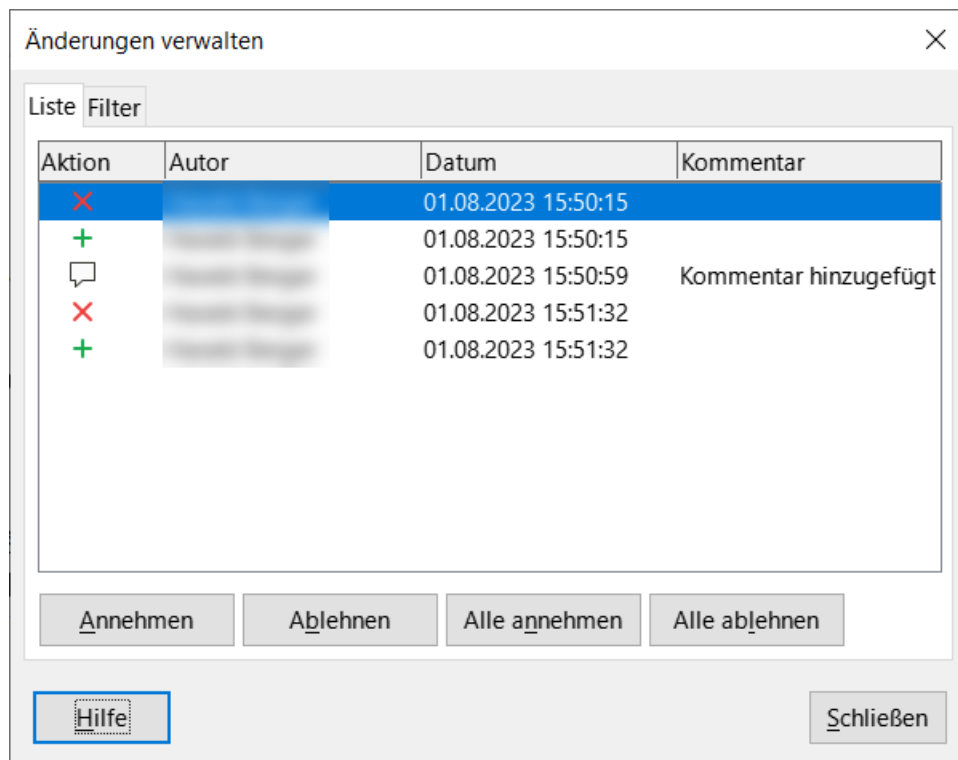 Änderungen verwalten
Liste Filter
Aktion Autor Datum Kommentar
01.08.2023 15:50:15
01.08.2023 15:50:15
01.08.2023 15:50:59 Kommentar hinzugefügt
01.08.2023 15:51:32
01.08.2023 15:51:32
Annehmen Ablehnen Alle annehmen Alle ablehnen
Hilfe Schließen